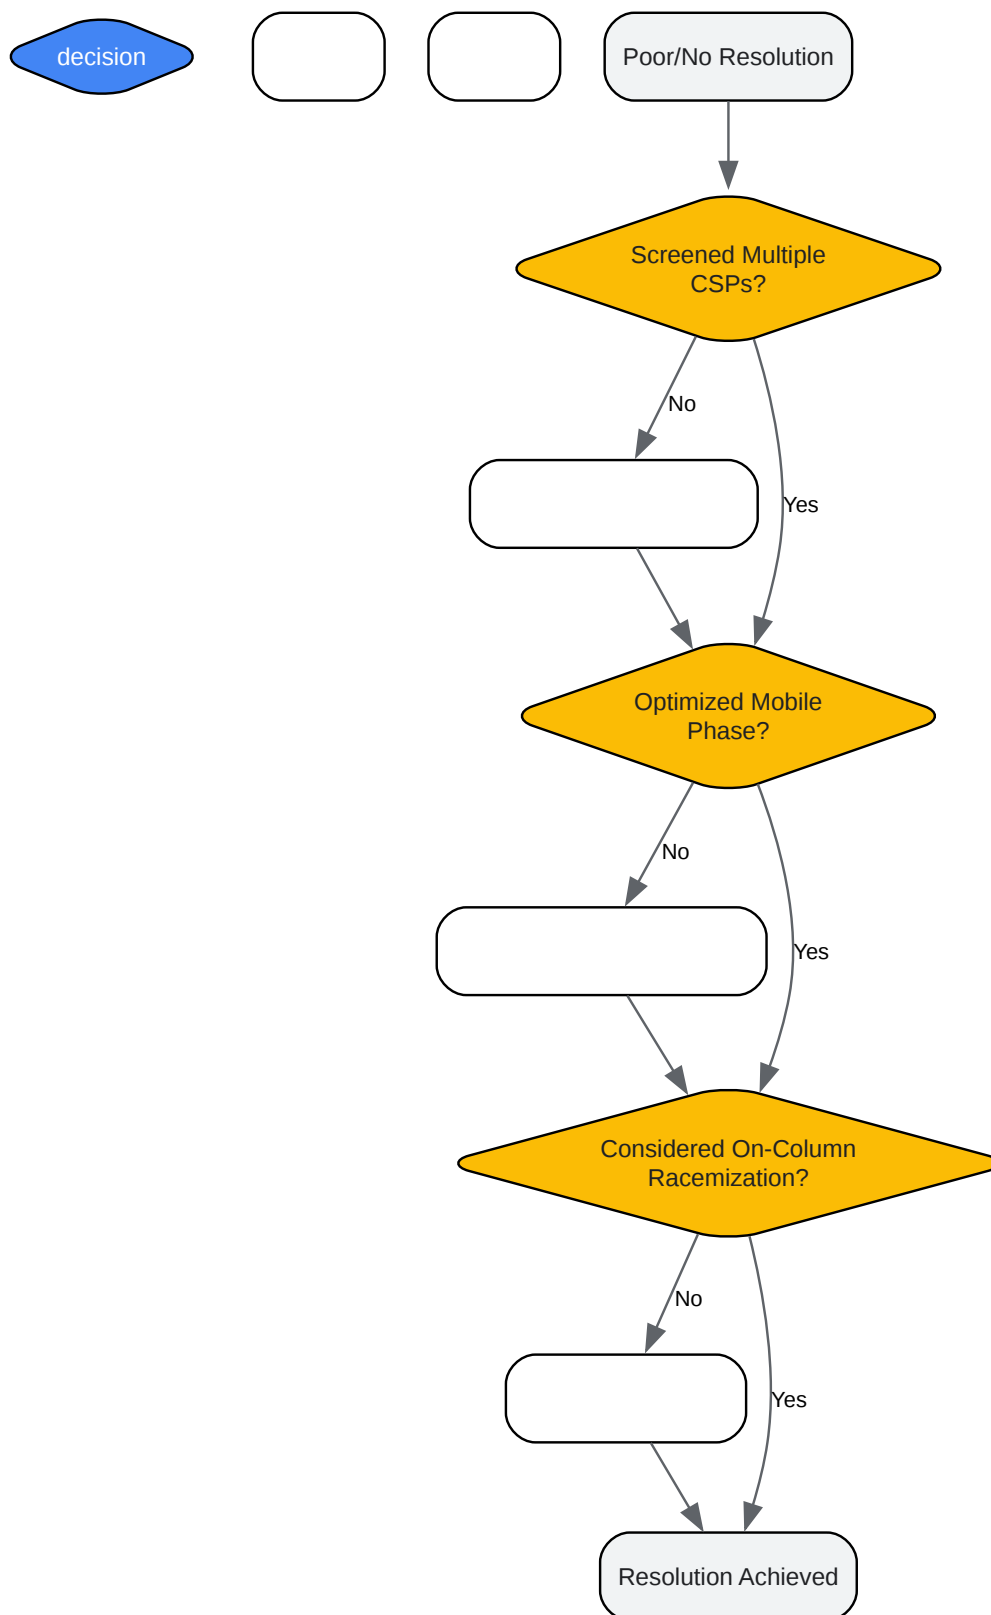 decision
Poor/No Resolution
Screened Multiple
CSPs?
No
Yes
Optimized Mobile
Phase?
No
Yes
Considered On-Column
Racemization?
No
Yes
Resolution Achieved